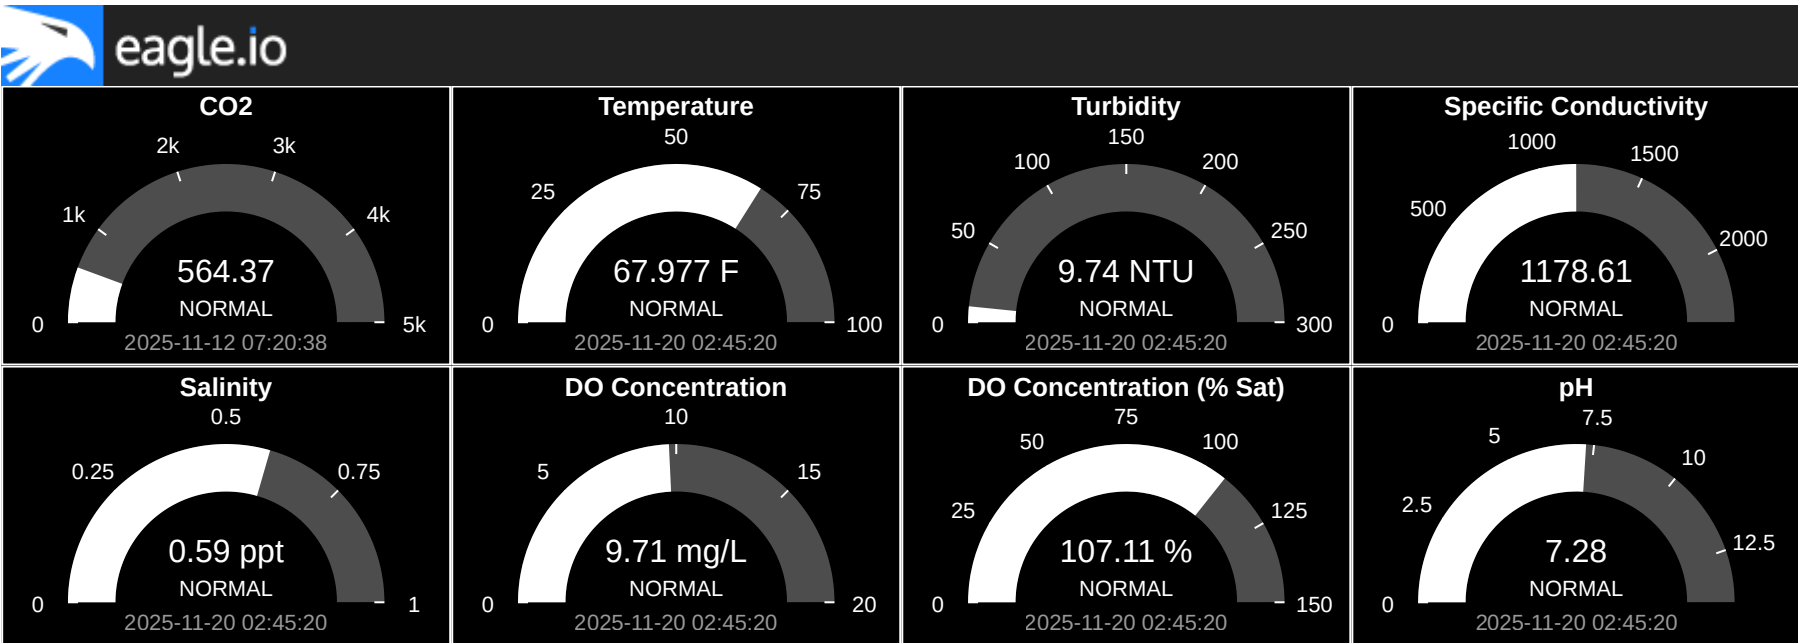 eagle.io
CO2
2k
3k
1k
4k
564.37
NORMAL
0
5k
2025-11-12 07:20:38
Temperature
50
25
75
67.977 F
NORMAL
0
100
2025-11-20 02:45:20
Turbidity
150
100
200
50
250
9.74 NTU
NORMAL
0
300
2025-11-20 02:45:20
Specific Conductivity
1000
1500
500
2000
1178.61
NORMAL
0
2025-11-20 02:45:20
Salinity
0.5
0.25
0.75
0.59 ppt
NORMAL
0
1
2025-11-20 02:45:20
DO Concentration
10
5
15
9.71 mg/L
NORMAL
0
20
2025-11-20 02:45:20
DO Concentration (% Sat)
75
50
100
25
125
107.11 %
NORMAL
0
150
2025-11-20 02:45:20
pH
7.5
5
10
2.5
12.5
7.28
NORMAL
0
2025-11-20 02:45:20